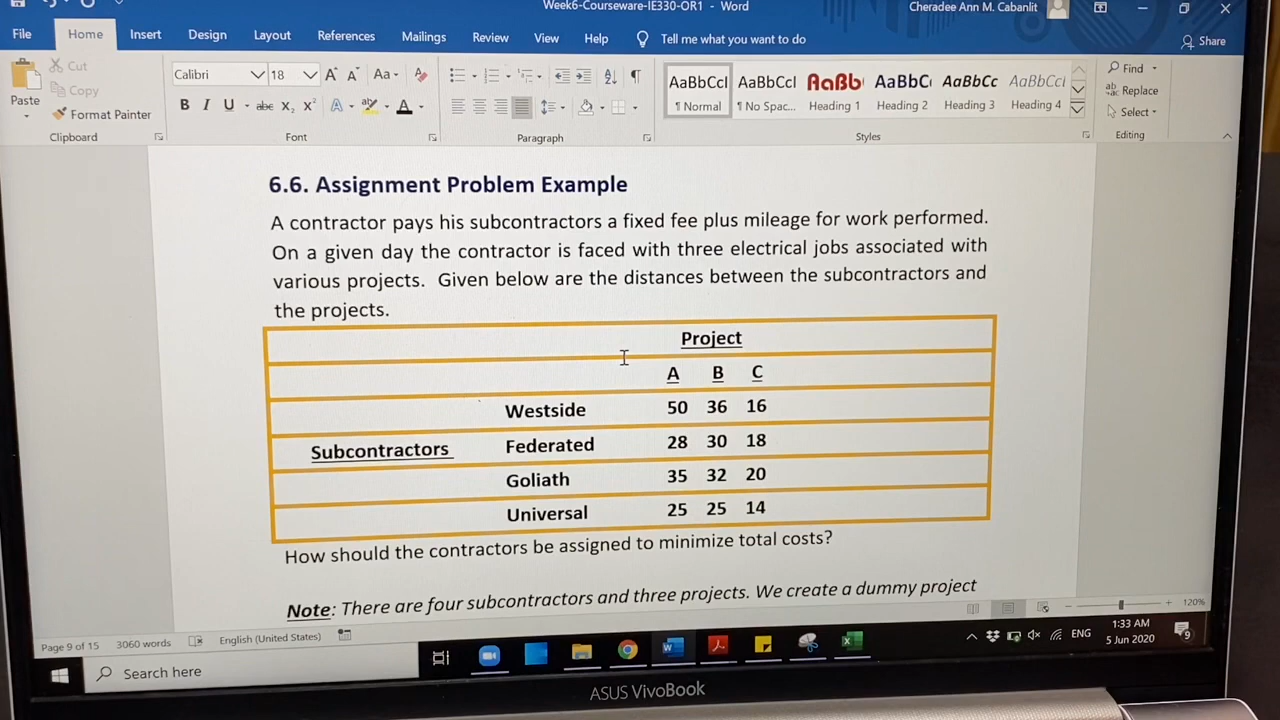 Week6-Courseware-IE330-OR1 - Word
Cheradee Ann M. Cabanlit
File Home Insert Design Layout References Mailings Review View Help Tell me what you want to do Share
Paste
Cut
Copy
Format Painter
Clipboard
Calibri 18 A A Aa
B I U abc X₂ X² A A
Font
Paragraph
AaBbCcI AaBbCcI AaBb AaBbC AaBbCc AaBbCcI
¶ Normal ¶ No Spac... Heading 1 Heading 2 Heading 3 Heading 4
Styles
Find
Replace
Select
Editing
6.6. Assignment Problem Example
A contractor pays his subcontractors a fixed fee plus mileage for work performed.
On a given day the contractor is faced with three electrical jobs associated with
various projects. Given below are the distances between the subcontractors and
the projects.
Project
A B C
Westside 50 36 16
Subcontractors Federated 28 30 18
Goliath 35 32 20
Universal 25 25 14
How should the contractors be assigned to minimize total costs?
Note: There are four subcontractors and three projects. We create a dummy project
Page 9 of 15 3060 words English (United States) 120%
Search here
ENG
1:33 AM
5 Jun 2020
9
ASUS VivoBook